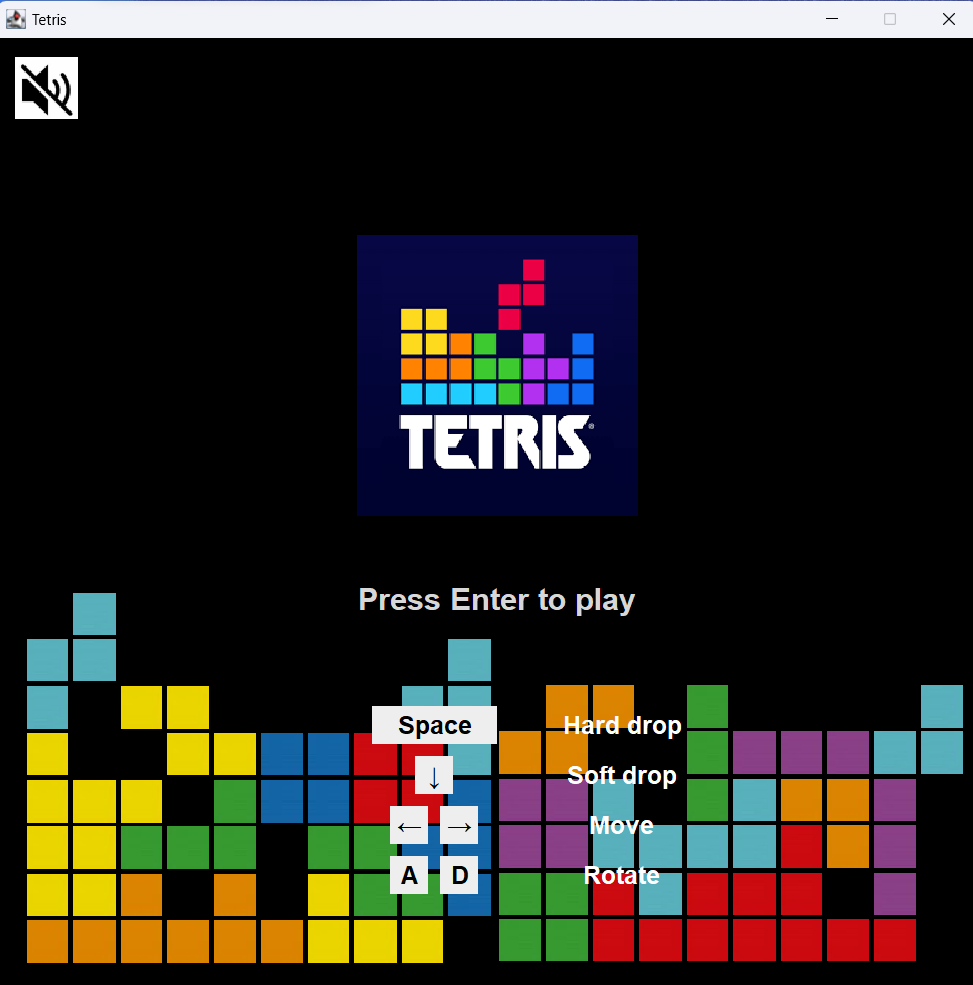 Tetris
TETRIS®
Press Enter to play
Space Hard drop
↓ Soft drop
← → Move
A D Rotate